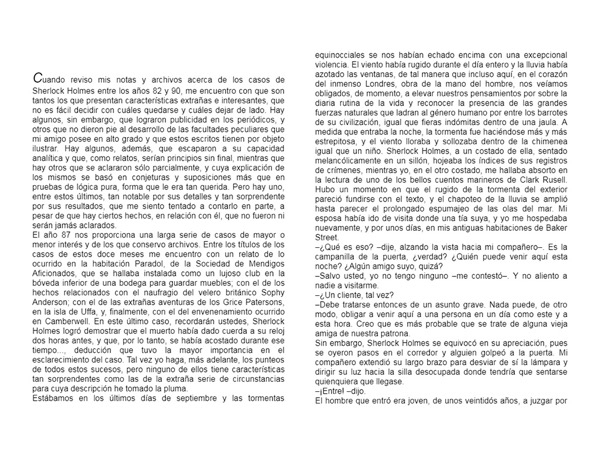 Cuando reviso mis notas y archivos acerca de los casos de
Sherlock Holmes entre los años 82 y 90, me encuentro con que son
tantos los que presentan características extrañas e interesantes, que
no es fácil decidir con cuáles quedarse y cuáles dejar de lado. Hay
algunos, sin embargo, que lograron publicidad en los periódicos, y
otros que no dieron pie al desarrollo de las facultades peculiares que
mi amigo posee en alto grado y que estos escritos tienen por objeto
ilustrar. Hay algunos, además, que escaparon a su capacidad
analítica y que, como relatos, serían principios sin final, mientras que
hay otros que se aclararon sólo parcialmente, y cuya explicación de
los mismos se basó en conjeturas y suposiciones más que en
pruebas de lógica pura, forma que le era tan querida. Pero hay uno,
entre estos últimos, tan notable por sus detalles y tan sorprendente
por sus resultados, que me siento tentado a contarlo en parte, a
pesar de que hay ciertos hechos, en relación con él, que no fueron ni
serán jamás aclarados.
El año 87 nos proporciona una larga serie de casos de mayor o
menor interés y de los que conservo archivos. Entre los títulos de los
casos de estos doce meses me encuentro con un relato de lo
ocurrido en la habitación Paradol, de la Sociedad de Mendigos
Aficionados, que se hallaba instalada como un lujoso club en la
bóveda inferior de una bodega para guardar muebles; con el de los
hechos relacionados con el naufragio del velero británico Sophy
Anderson; con el de las extrañas aventuras de los Grice Patersons,
en la isla de Uffa, y, finalmente, con el del envenenamiento ocurrido
en Camberwell. En este último caso, recordarán ustedes, Sherlock
Holmes logró demostrar que el muerto había dado cuerda a su reloj
dos horas antes, y que, por lo tanto, se había acostado durante ese
tiempo..., deducción que tuvo la mayor importancia en el
esclarecimiento del caso. Tal vez yo haga, más adelante, los punteos
de todos estos sucesos, pero ninguno de ellos tiene características
tan sorprendentes como las de la extraña serie de circunstancias
para cuya descripción he tomado la pluma.
Estábamos en los últimos días de septiembre y las tormentas
equinocciales se nos habían echado encima con una excepcional
violencia. El viento había rugido durante el día entero y la lluvia había
azotado las ventanas, de tal manera que incluso aquí, en el corazón
del inmenso Londres, obra de la mano del hombre, nos veíamos
obligados, de momento, a elevar nuestros pensamientos por sobre la
diaria rutina de la vida y reconocer la presencia de las grandes
fuerzas naturales que ladran al género humano por entre los barrotes
de su civilización, igual que fieras indómitas dentro de una jaula. A
medida que entraba la noche, la tormenta fue haciéndose más y más
estrepitosa, y el viento lloraba y sollozaba dentro de la chimenea
igual que un niño. Sherlock Holmes, a un costado de ella, sentado
melancólicamente en un sillón, hojeaba los índices de sus registros
de crímenes, mientras yo, en el otro costado, me hallaba absorto en
la lectura de uno de los bellos cuentos marineros de Clark Rusell.
Hubo un momento en que el rugido de la tormenta del exterior
pareció fundirse con el texto, y el chapoteo de la lluvia se amplió
hasta parecer el prolongado espumajeo de las olas del mar. Mi
esposa había ido de visita donde una tía suya, y yo me hospedaba
nuevamente, y por unos días, en mis antiguas habitaciones de Baker
Street.
–¿Qué es eso? –dije, alzando la vista hacia mi compañero–. Es la
campanilla de la puerta, ¿verdad? ¿Quién puede venir aquí esta
noche? ¿Algún amigo suyo, quizá?
–Salvo usted, yo no tengo ninguno –me contestó–. Y no aliento a
nadie a visitarme.
–¿Un cliente, tal vez?
–Debe tratarse entonces de un asunto grave. Nada puede, de otro
modo, obligar a venir aquí a una persona en un día como este y a
esta hora. Creo que es más probable que se trate de alguna vieja
amiga de nuestra patrona.
Sin embargo, Sherlock Holmes se equivocó en su apreciación, pues
se oyeron pasos en el corredor y alguien golpeó a la puerta. Mi
compañero extendió su largo brazo para desviar de sí la lámpara y
dirigir su luz hacia la silla desocupada donde tendría que sentarse
quienquiera que llegase.
–¡Entre! –dijo.
El hombre que entró era joven, de unos veintidós años, a juzgar por